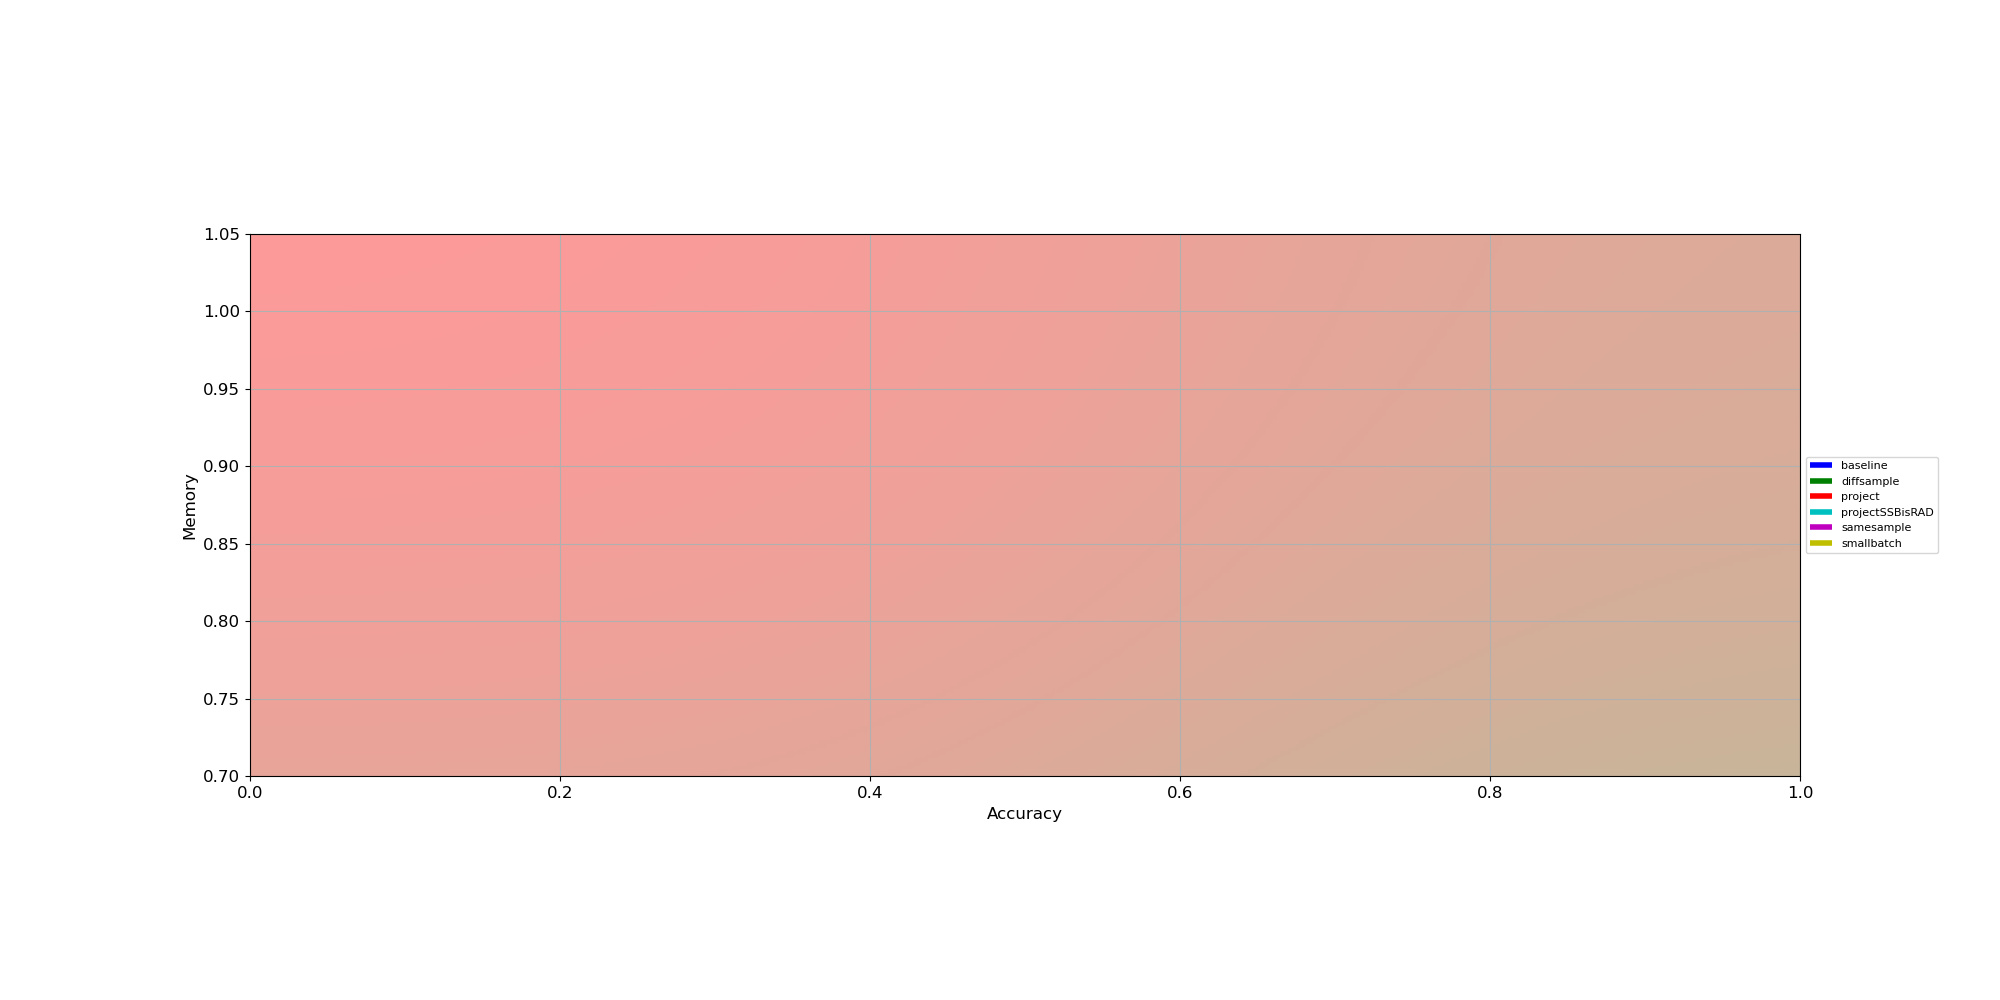 1.05
1.00
0.95
0.90
0.85
0.80
0.75
0.70
Memory
0.0 0.2 0.4 0.6 0.8 1.0
Accuracy
baseline
diffsample
project
projectSSBisRAD
samesample
smallbatch